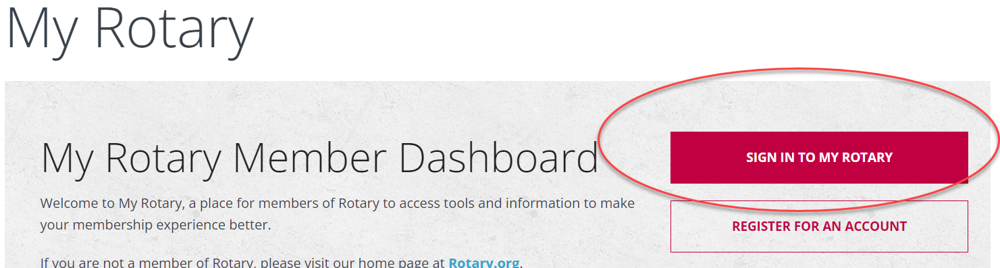 My Rotary
My Rotary Member Dashboard
Welcome to My Rotary, a place for members of Rotary to access tools and information to make
your membership experience better.
If you are not a member of Rotary, please visit our home page at Rotary.org.
SIGN IN TO MY ROTARY
REGISTER FOR AN ACCOUNT